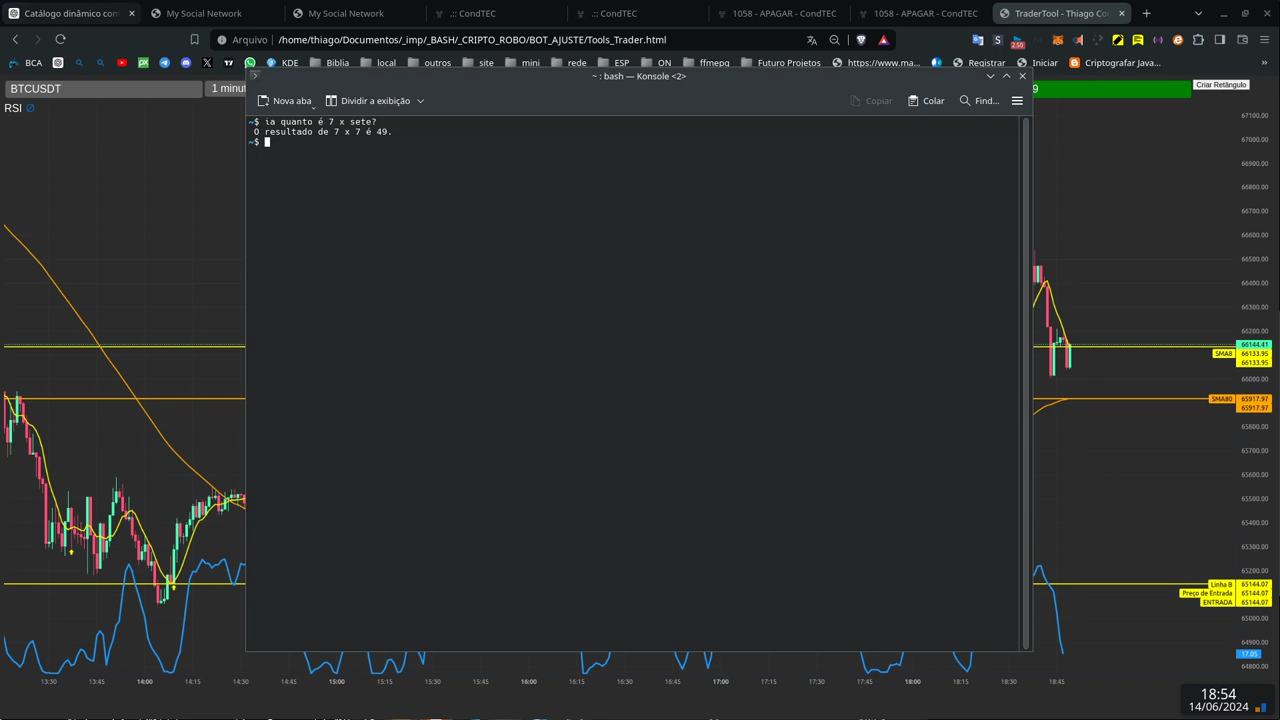 Catálogo dinâmico com
My Social Network
My Social Network
.:: CondTEC
.:: CondTEC
1058 - APAGAR - CondTEC
1058 - APAGAR - CondTEC
TraderTool - Thiago Co
Arquivo
/home/thiago/Documentos/_imp/_BASH/_CRIPTO_ROBO/BOT_AJUSTE/Tools_Trader.html
2.50
BCA
KDE
Biblia
local
outros
site
mini
rede
ESP
ON
ffmepg
Futuro Projetos
https://www.ma...
Registrar
Iniciar
Criptografar Java...
~ : bash — Konsole <2>
BTCUSDT
1 minut
9
Criar Retângulo
Nova aba
Dividir a exibição
Copiar
Colar
Find...
RSI
~$ ia quanto é 7 x sete?
O resultado de 7 x 7 é 49.
~$
67100.00
67000.00
66900.00
66800.00
66700.00
66600.00
66500.00
66400.00
66300.00
66200.00
66144.41
SMA8 66133.95
66133.95
66000.00
SMA80 65917.97
65917.97
65800.00
65700.00
65600.00
65500.00
65400.00
65300.00
65200.00
Linha B 65144.07
Preço de Entrada 65144.07
ENTRADA 65144.07
64900.00
17.05
64800.00
13:30
13:45
14:00
14:15
14:30
14:45
15:00
15:15
15:30
15:45
16:00
16:15
16:30
16:45
17:00
17:15
17:30
17:45
18:00
18:15
18:30
18:45
18:54
14/06/2024